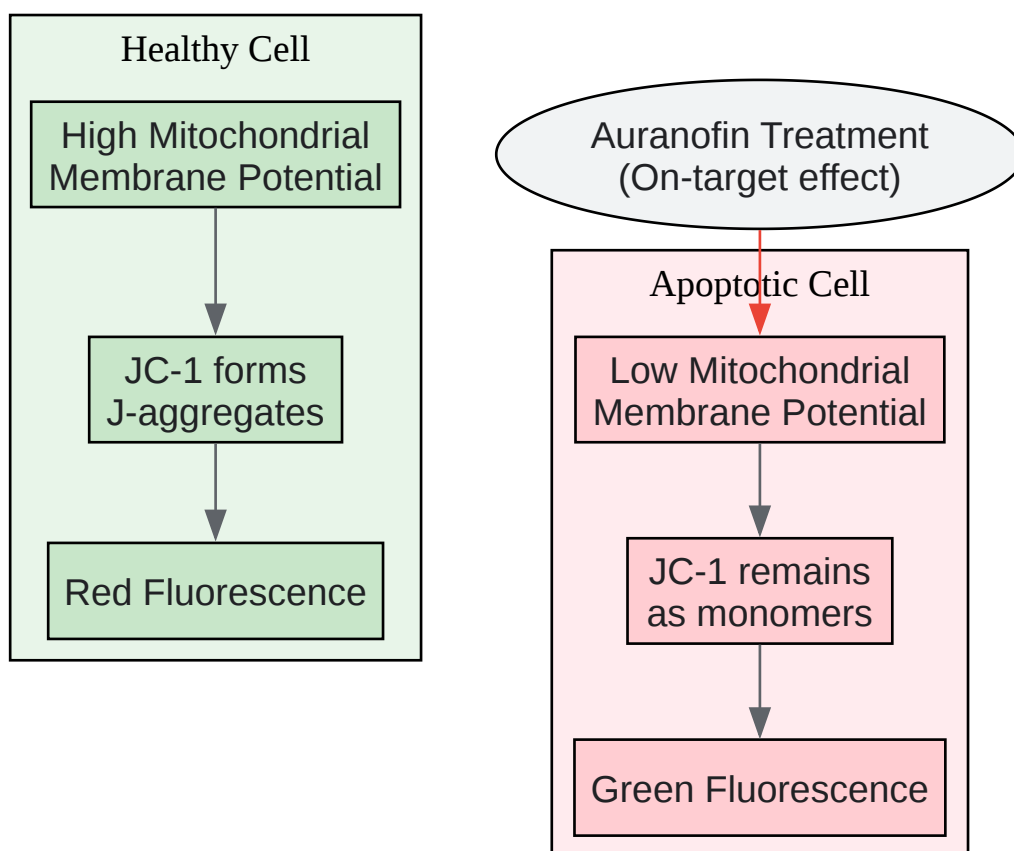 Healthy Cell
High Mitochondrial
Membrane Potential
JC-1 forms
J-aggregates
Red Fluorescence
Auranofin Treatment
(On-target effect)
Apoptotic Cell
Low Mitochondrial
Membrane Potential
JC-1 remains
as monomers
Green Fluorescence